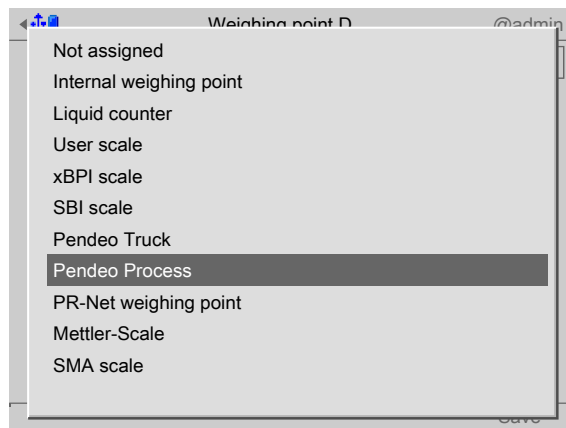 Weighing point D
@admin
Not assigned
Internal weighing point
Liquid counter
User scale
xBPI scale
SBI scale
Pendeo Truck
Pendeo Process
PR-Net weighing point
Mettler-Scale
SMA scale
Save